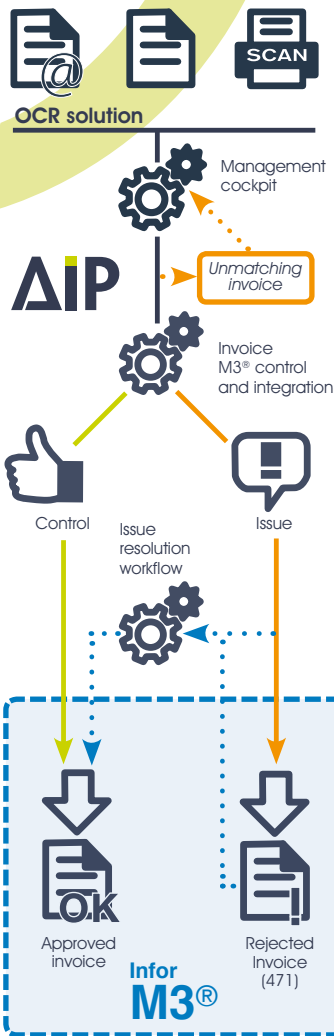 @
SCAN
OCR solution
Management
cockpit
AiP
Unmatching
invoice
Invoice
M3® control
and integration
Control
Issue
Issue
resolution
workflow
OK
Approved
invoice
Rejected
Invoice
(471)
Infor
M3®